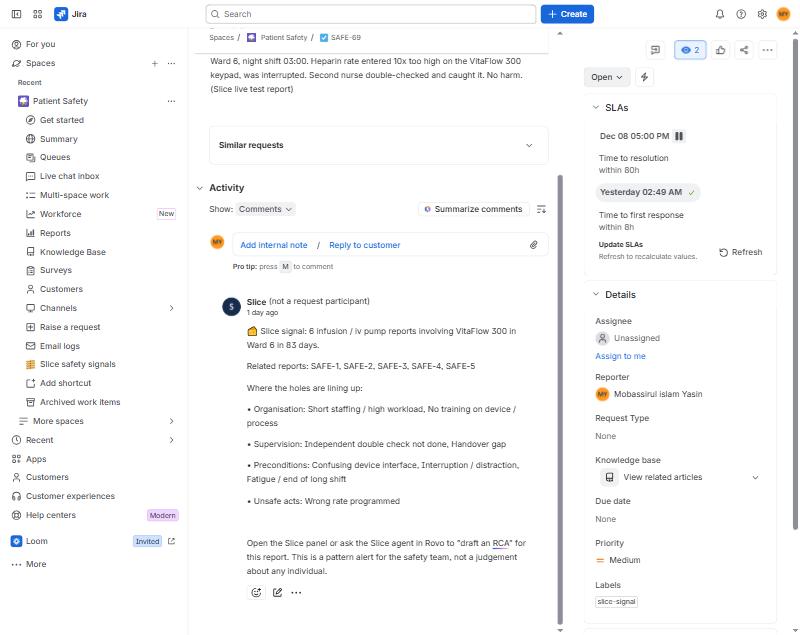 Jira
Search
+ Create
MY
For you
Spaces
Recent
Patient Safety
Get started
Summary
Queues
Live chat inbox
Multi-space work
Workforce
New
Reports
Knowledge Base
Surveys
Customers
Channels
Raise a request
Email logs
Slice safety signals
Add shortcut
Archived work items
More spaces
Recent
Apps
Customers
Customer experiences
Help centers
Modern
Loom
Invited
More
Spaces / Patient Safety / SAFE-69
Ward 6, night shift 03:00. Heparin rate entered 10x too high on the VitaFlow 300
keypad, was interrupted. Second nurse double-checked and caught it. No harm.
(Slice live test report)
Similar requests
Activity
Show: Comments
Summarize comments
MY
Add internal note / Reply to customer
Pro tip: press M to comment
S
Slice (not a request participant)
1 day ago
Slice signal: 6 infusion / iv pump reports involving VitaFlow 300 in
Ward 6 in 83 days.
Related reports: SAFE-1, SAFE-2, SAFE-3, SAFE-4, SAFE-5
Where the holes are lining up:
• Organisation: Short staffing / high workload, No training on device /
process
• Supervision: Independent double check not done, Handover gap
• Preconditions: Confusing device interface, Interruption / distraction,
Fatigue / end of long shift
• Unsafe acts: Wrong rate programmed
Open the Slice panel or ask the Slice agent in Rovo to "draft an RCA" for
this report. This is a pattern alert for the safety team, not a judgement
about any individual.
2
Open
SLAs
Dec 08 05:00 PM
Time to resolution
within 80h
Yesterday 02:49 AM
Time to first response
within 8h
Update SLAs
Refresh to recalculate values.
Refresh
Details
Assignee
Unassigned
Assign to me
Reporter
MY
Mobassirul islam Yasin
Request Type
None
Knowledge base
View related articles
Due date
None
Priority
Medium
Labels
slice-signal